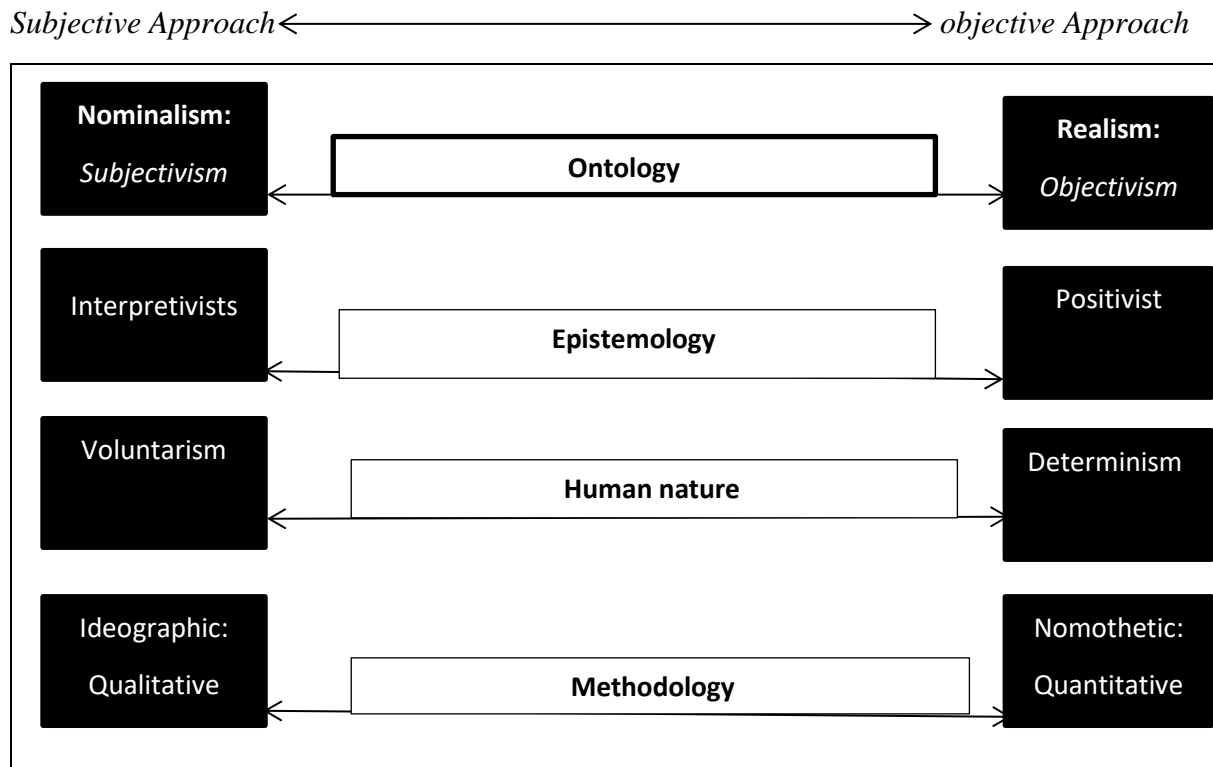 Subjective Approach
objective Approach
Nominalism:
Subjectivism
Ontology
Realism:
Objectivism
Interpretivists
Epistemology
Positivist
Voluntarism
Human nature
Determinism
Ideographic:
Qualitative
Methodology
Nomothetic:
Quantitative